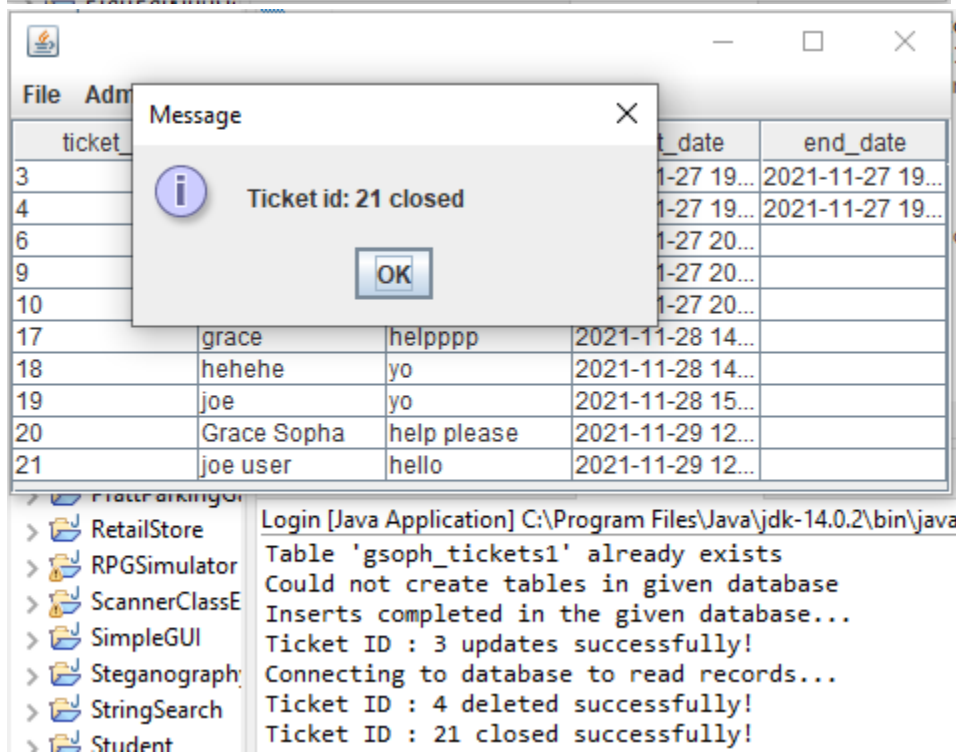 File Adm
Message
Ticket id: 21 closed
OK
ticket_ t_date end_date
3 1-27 19... 2021-11-27 19...
4 1-27 19... 2021-11-27 19...
6 1-27 20...
9 1-27 20...
10 1-27 20...
17 grace helpppp 2021-11-28 14...
18 hehehe yo 2021-11-28 14...
19 joe yo 2021-11-28 15...
20 Grace Sopha help please 2021-11-29 12...
21 joe user hello 2021-11-29 12...
RetailStore
RPGSimulator
ScannerClassE
SimpleGUI
Steganography
StringSearch
Student
Login [Java Application] C:\Program Files\Java\jdk-14.0.2\bin\java
Table 'gsoph_tickets1' already exists
Could not create tables in given database
Inserts completed in the given database...
Ticket ID : 3 updates successfully!
Connecting to database to read records...
Ticket ID : 4 deleted successfully!
Ticket ID : 21 closed successfully!